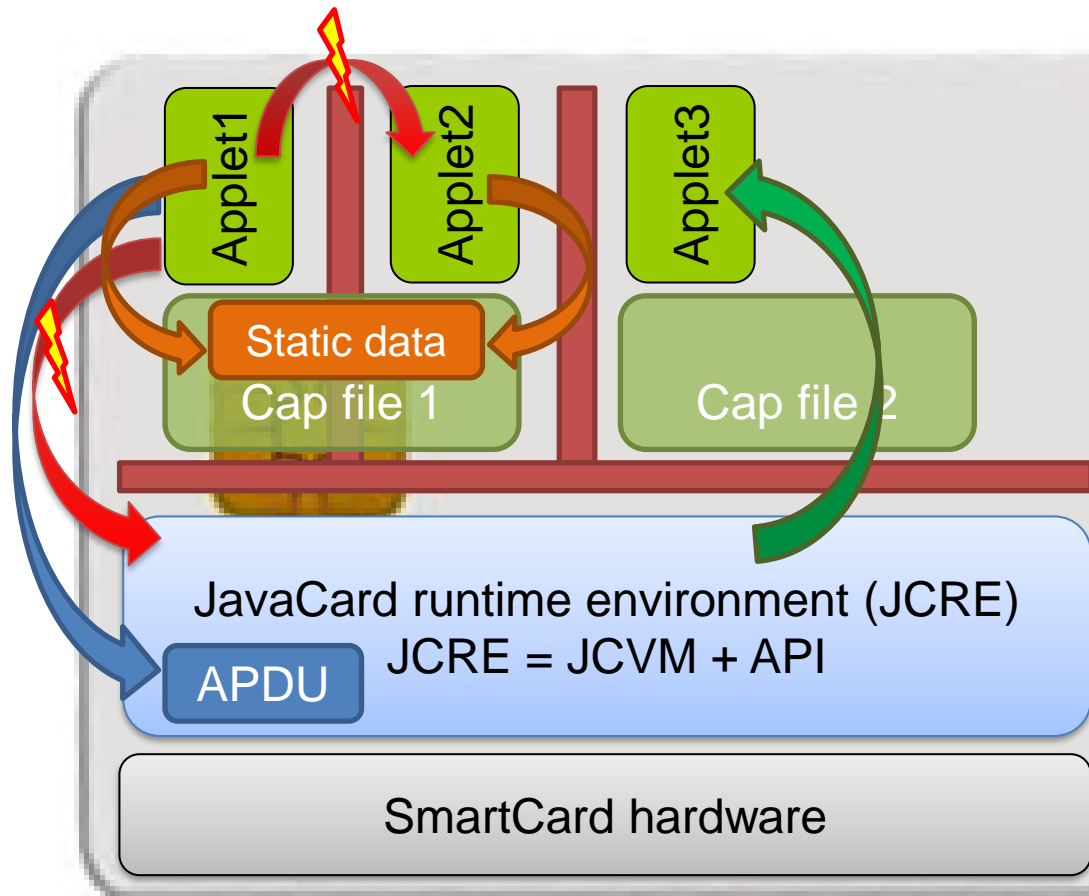 Applet1
Applet2
Applet3
Static data
Cap file 1
Cap file 2
JavaCard runtime environment (JCRE)
JCRE = JCVM + API
APDU
SmartCard hardware